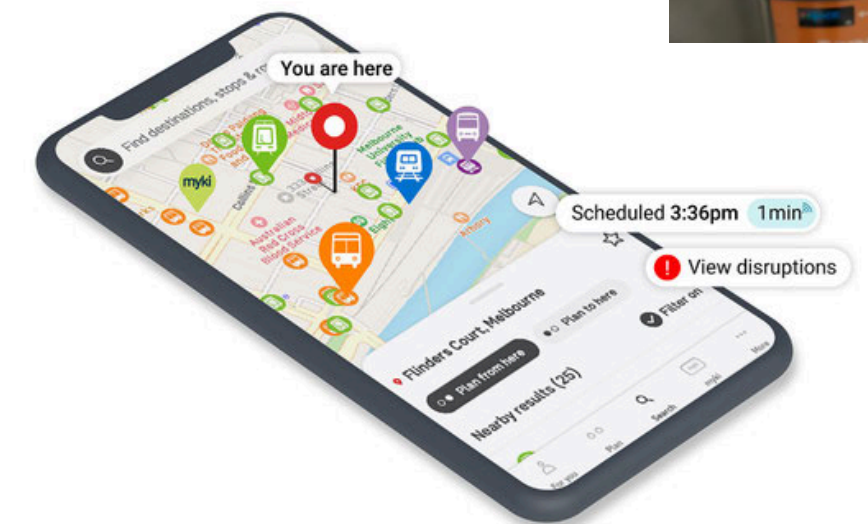 You are here
Find destinations, stops & ro
myki
Collins
Melbourne
University
Australian
Red Cross
Blood Service
Arbory
Scheduled 3:36pm 1min
View disruptions
Flinders Court, Melbourne
Plan from here
Plan to here
Filter on
Nearby results (25)
For you
Plan
Search
myki
More